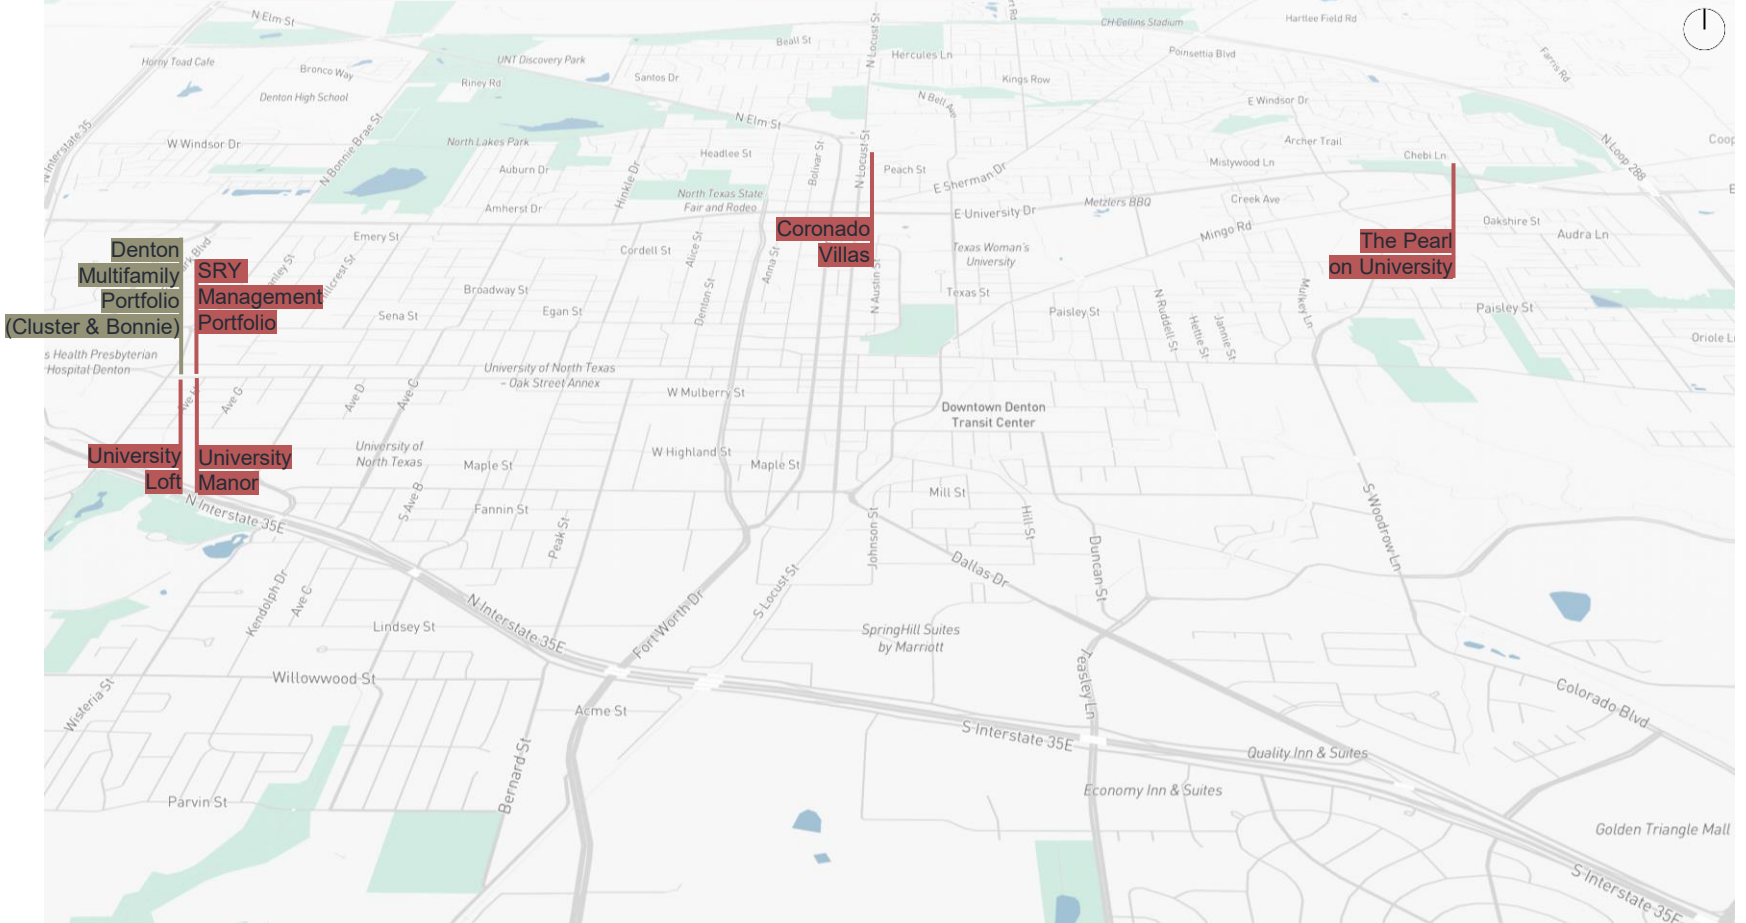 N Elm St
CH Collins Stadium
Hartlee Field Rd
N Locust St
Beall St
Hercules Ln
Poinsettia Blvd
Horny Toad Cafe
Bronco Way
UNT Discovery Park
Santos Dr
Kings Row
Farris Rd
Riney Rd
Denton High School
N Bell Ave
E Windsor Dr
N Interstate 35
N Elm St
W Windsor Dr
N Bonnie Brae St
North Lakes Park
Headlee St
Bolivar St
N Locust St
Peach St
E Sherman Dr
Archer Trail
Mistywood Ln
Chebi Ln
N Loop 288
Coop
Auburn Dr
Hinkle Dr
North Texas State
Fair and Rodeo
Metzlers BBQ
Creek Ave
Amherst Dr
E University Dr
Oakshire St
Emery St
Coronado
Villas
Mingo Rd
The Pearl
on University
Audra Ln
Denton
Multifamily
Portfolio
(Cluster & Bonnie)
SRY
Management
Portfolio
Cordell St
Alice St
Anna St
Texas Woman's
University
Broadway St
Denton St
N Austin St
Texas St
N Ruddell St
Mulkey Ln
Sena St
Egan St
Paisley St
Hettie St
Jannie St
Paisley St
Oriole L
s Health Presbyterian
Hospital Denton
University of North Texas
– Oak Street Annex
Ave G
Ave D
Ave C
W Mulberry St
Downtown Denton
Transit Center
University
Loft
University
Manor
University of
North Texas
Maple St
W Highland St
Maple St
S Woodrow Ln
N Interstate 35E
S Ave B
Fannin St
Peak St
Mill St
Hill St
Johnson St
Duncan St
Dallas Dr
Kendolph Dr
Ave C
N Interstate 35E
S Locust St
Fort Worth Dr
Lindsey St
SpringHill Suites
by Marriott
Teasley Ln
Willowwood St
Wisteria St
Acme St
Colorado Blvd
S Interstate 35E
Quality Inn & Suites
Bernard St
Parvin St
Economy Inn & Suites
Golden Triangle Mall
S Interstate 35E